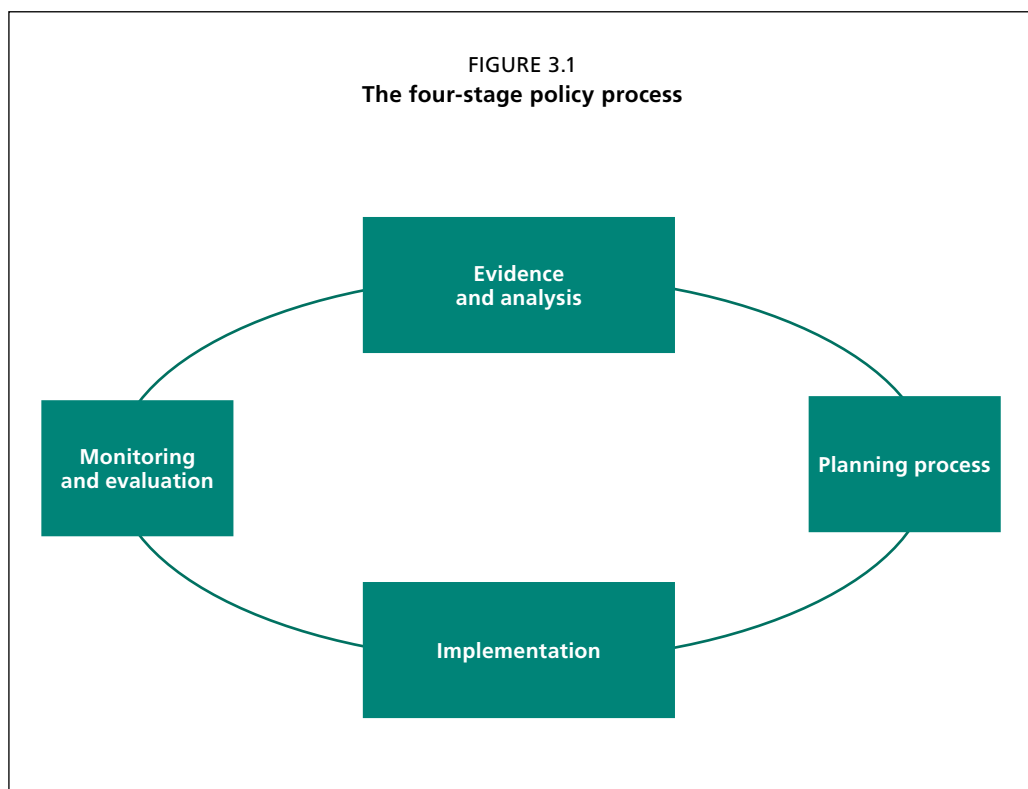 FIGURE 3.1
The four-stage policy process
Evidence
and analysis
Monitoring
and evaluation
Planning process
Implementation